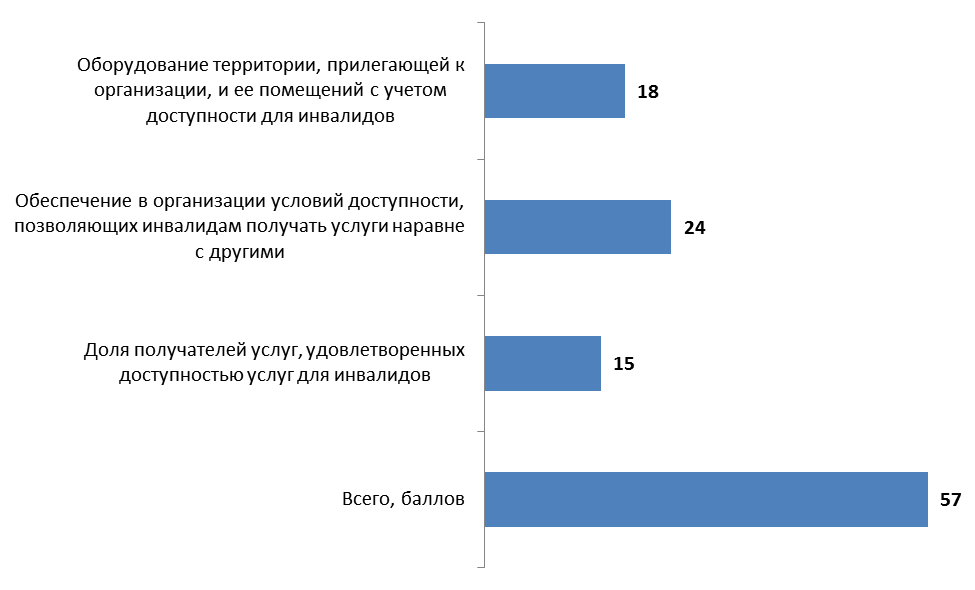 Оборудование территории, прилегающей к
организации, и ее помещений с учетом
доступности для инвалидов
18
Обеспечение в организации условий доступности,
позволяющих инвалидам получать услуги наравне
с другими
24
Доля получателей услуг, удовлетворенных
доступностью услуг для инвалидов
15
Всего, баллов
57